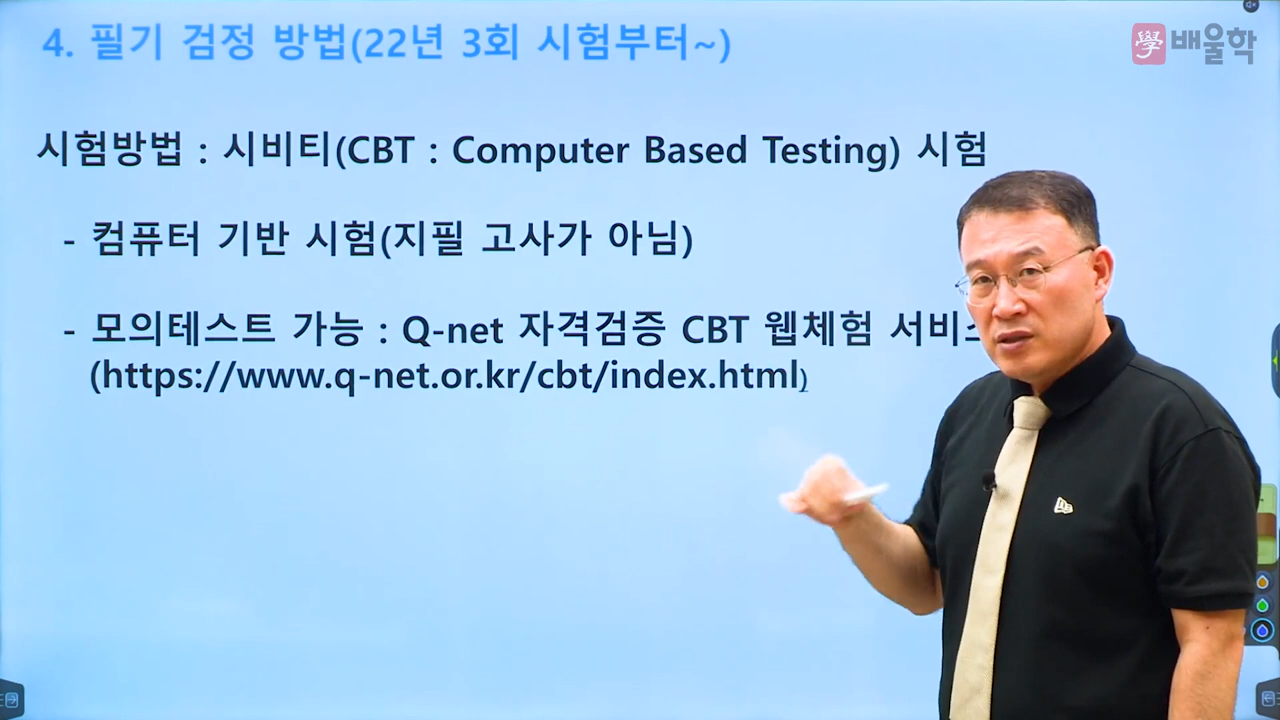 4. 필기 검정 방법(22년 3회 시험부터~)
學 배울학
시험방법 : 시비티(CBT : Computer Based Testing) 시험
- 컴퓨터 기반 시험(지필 고사가 아님)
- 모의테스트 가능 : Q-net 자격검증 CBT 웹체험
(https://www.q-net.or.kr/cbt/index.html)